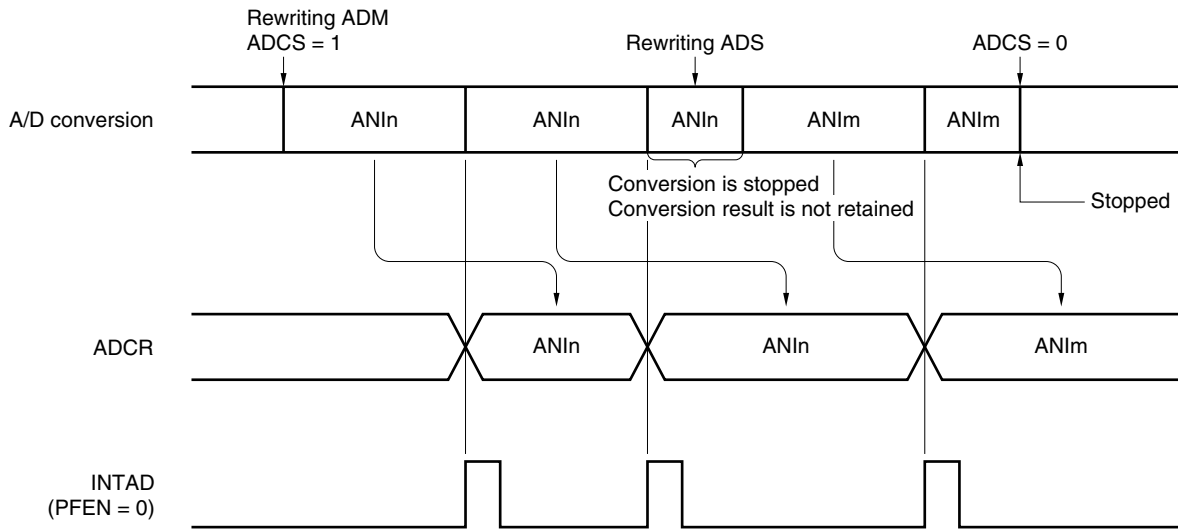 Rewriting ADM
ADCS = 1
Rewriting ADS
ADCS = 0
A/D conversion
ANIn
ANIn
ANIn
ANIm
ANIm
Conversion is stopped
Conversion result is not retained
Stopped
ADCR
ANIn
ANIn
ANIm
INTAD
(PFEN = 0)